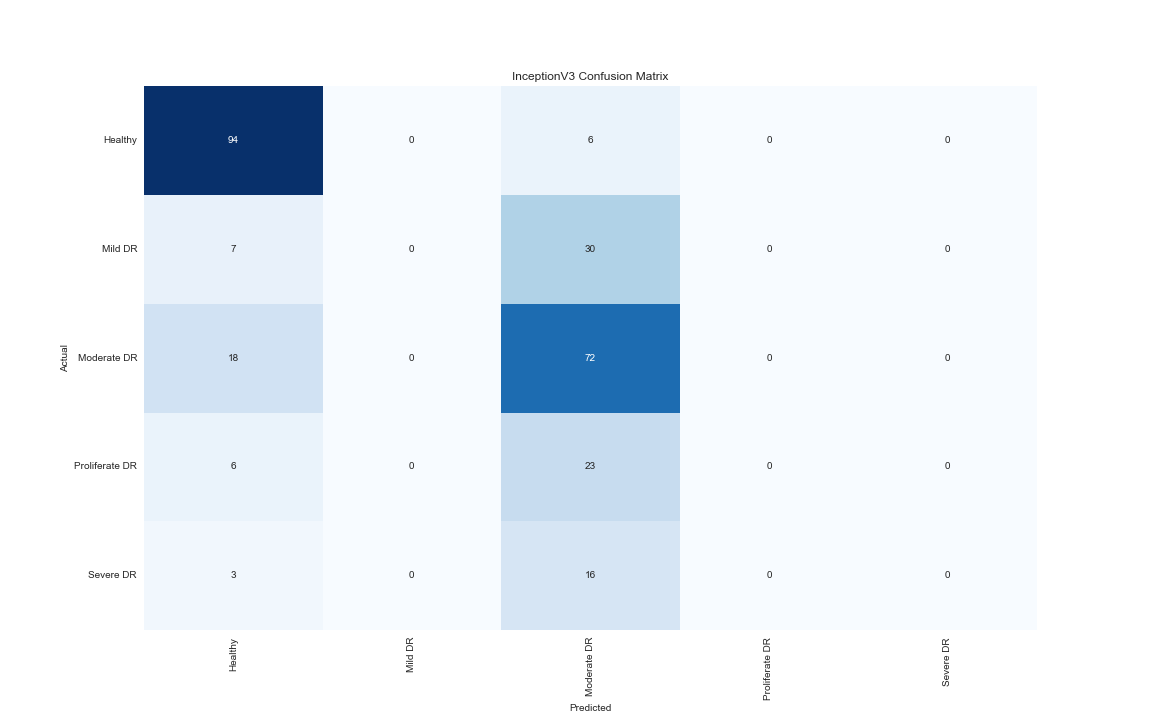 InceptionV3 Confusion Matrix
Healthy
94
0
6
0
0
Mild DR
7
0
30
0
0
Actual
Moderate DR
18
0
72
0
0
Proliferate DR
6
0
23
0
0
Severe DR
3
0
16
0
0
Healthy
Mild DR
Moderate DR
Proliferate DR
Severe DR
Predicted